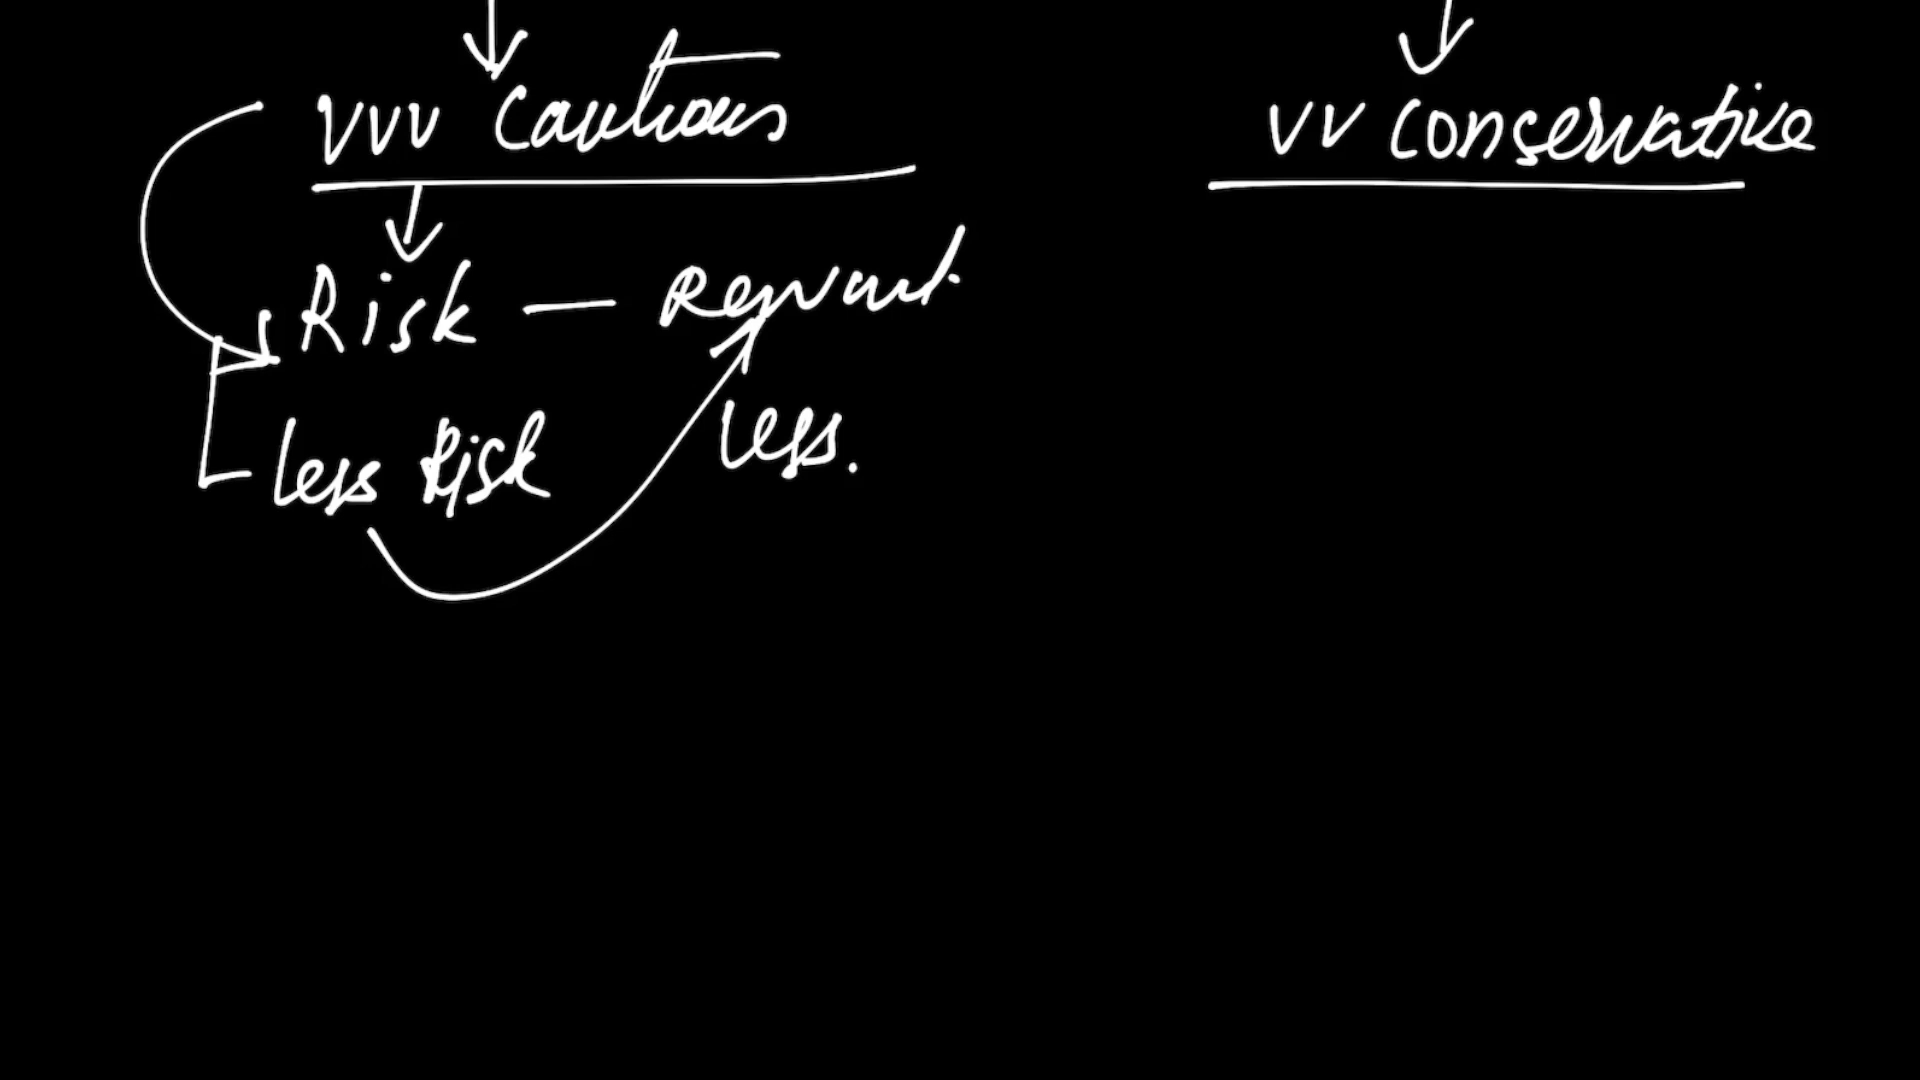 vvv cautious
vv conservative
Risk — Reward.
less Risk
less.